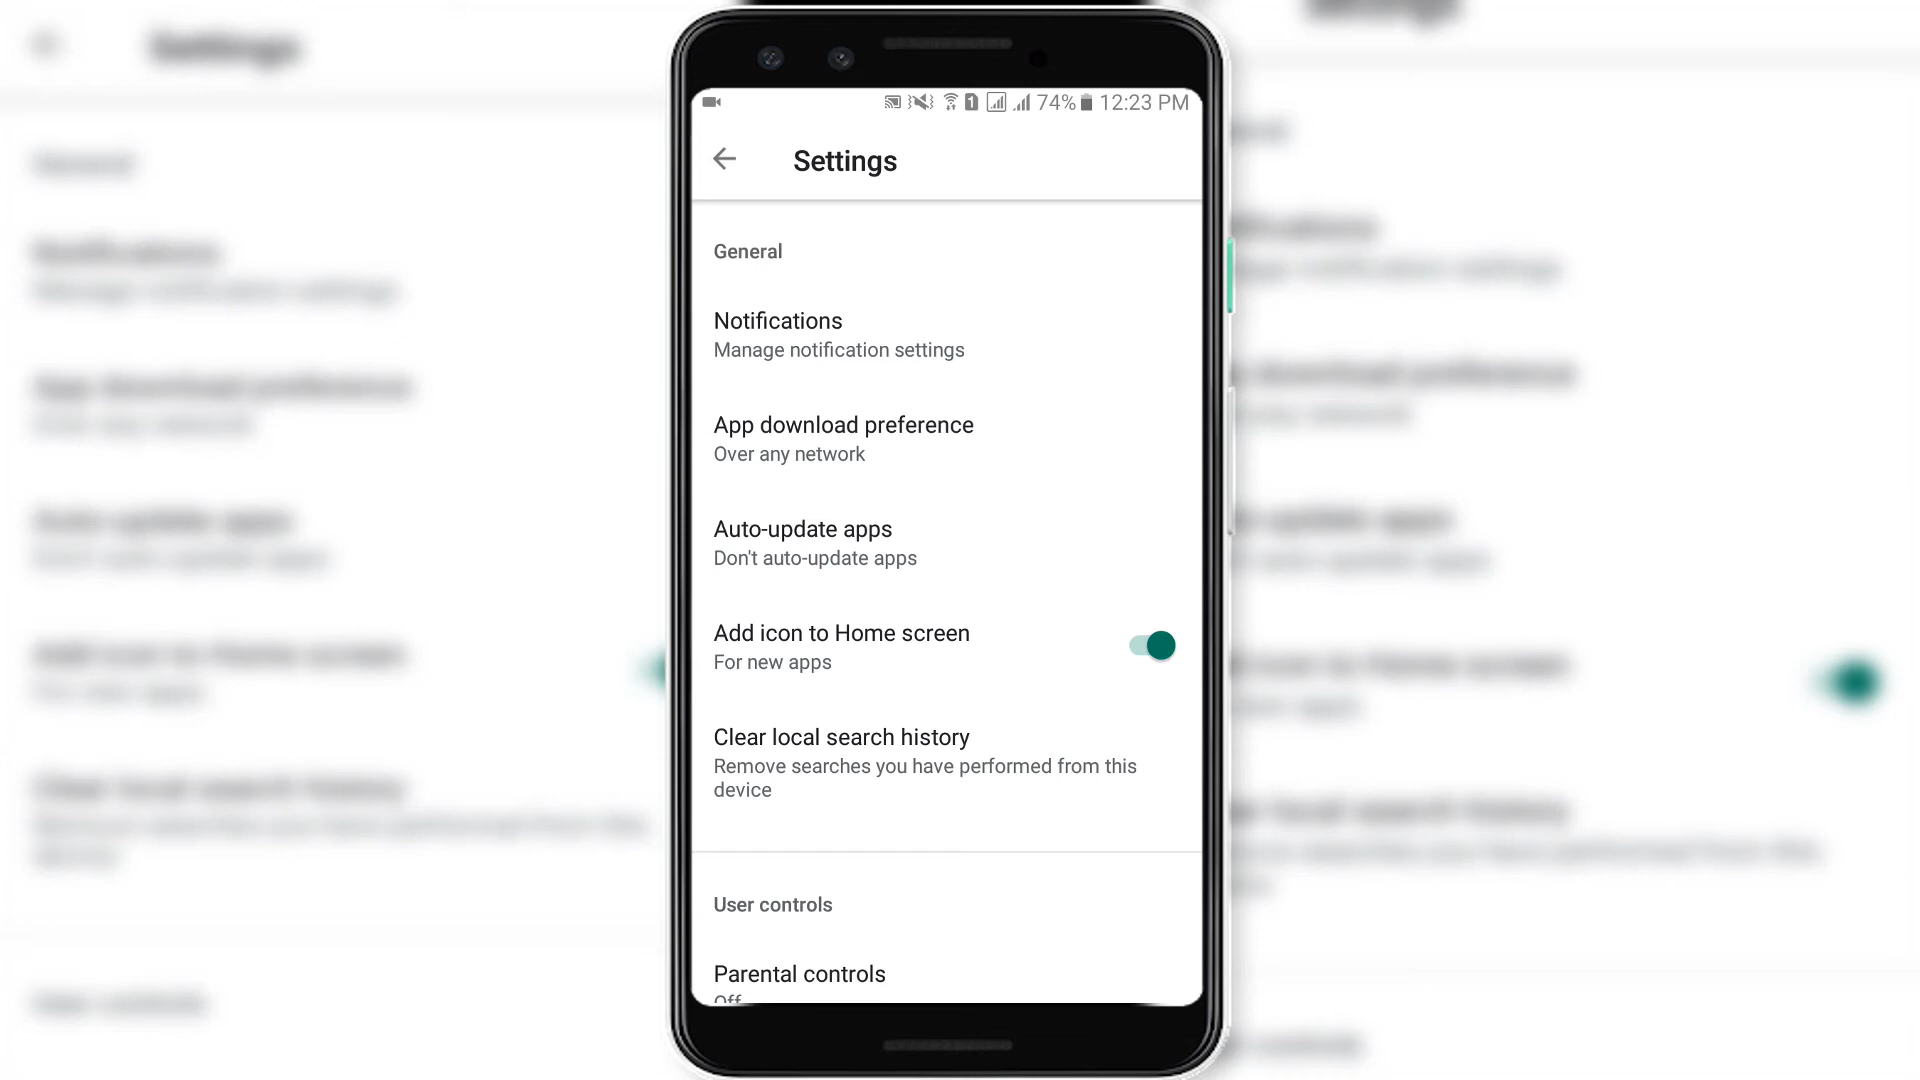 74% 12:23 PM
Settings
General
Notifications
Manage notification settings
App download preference
Over any network
Auto-update apps
Don't auto-update apps
Add icon to Home screen
For new apps
Clear local search history
Remove searches you have performed from this
device
User controls
Parental controls
Off